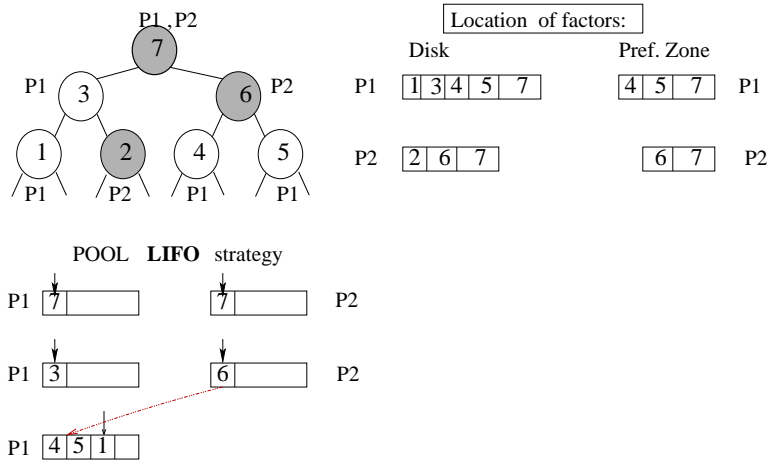 P1 ,P2
7
P1 3 6 P2
1 2 4 5
P1 P2 P1 P1
Location of factors:
Disk Pref. Zone
P1 1 3 4 5 7 4 5 7 P1
P2 2 6 7 6 7 P2
POOL LIFO strategy
P1 7 7 P2
P1 3 6 P2
P1 4 5 1